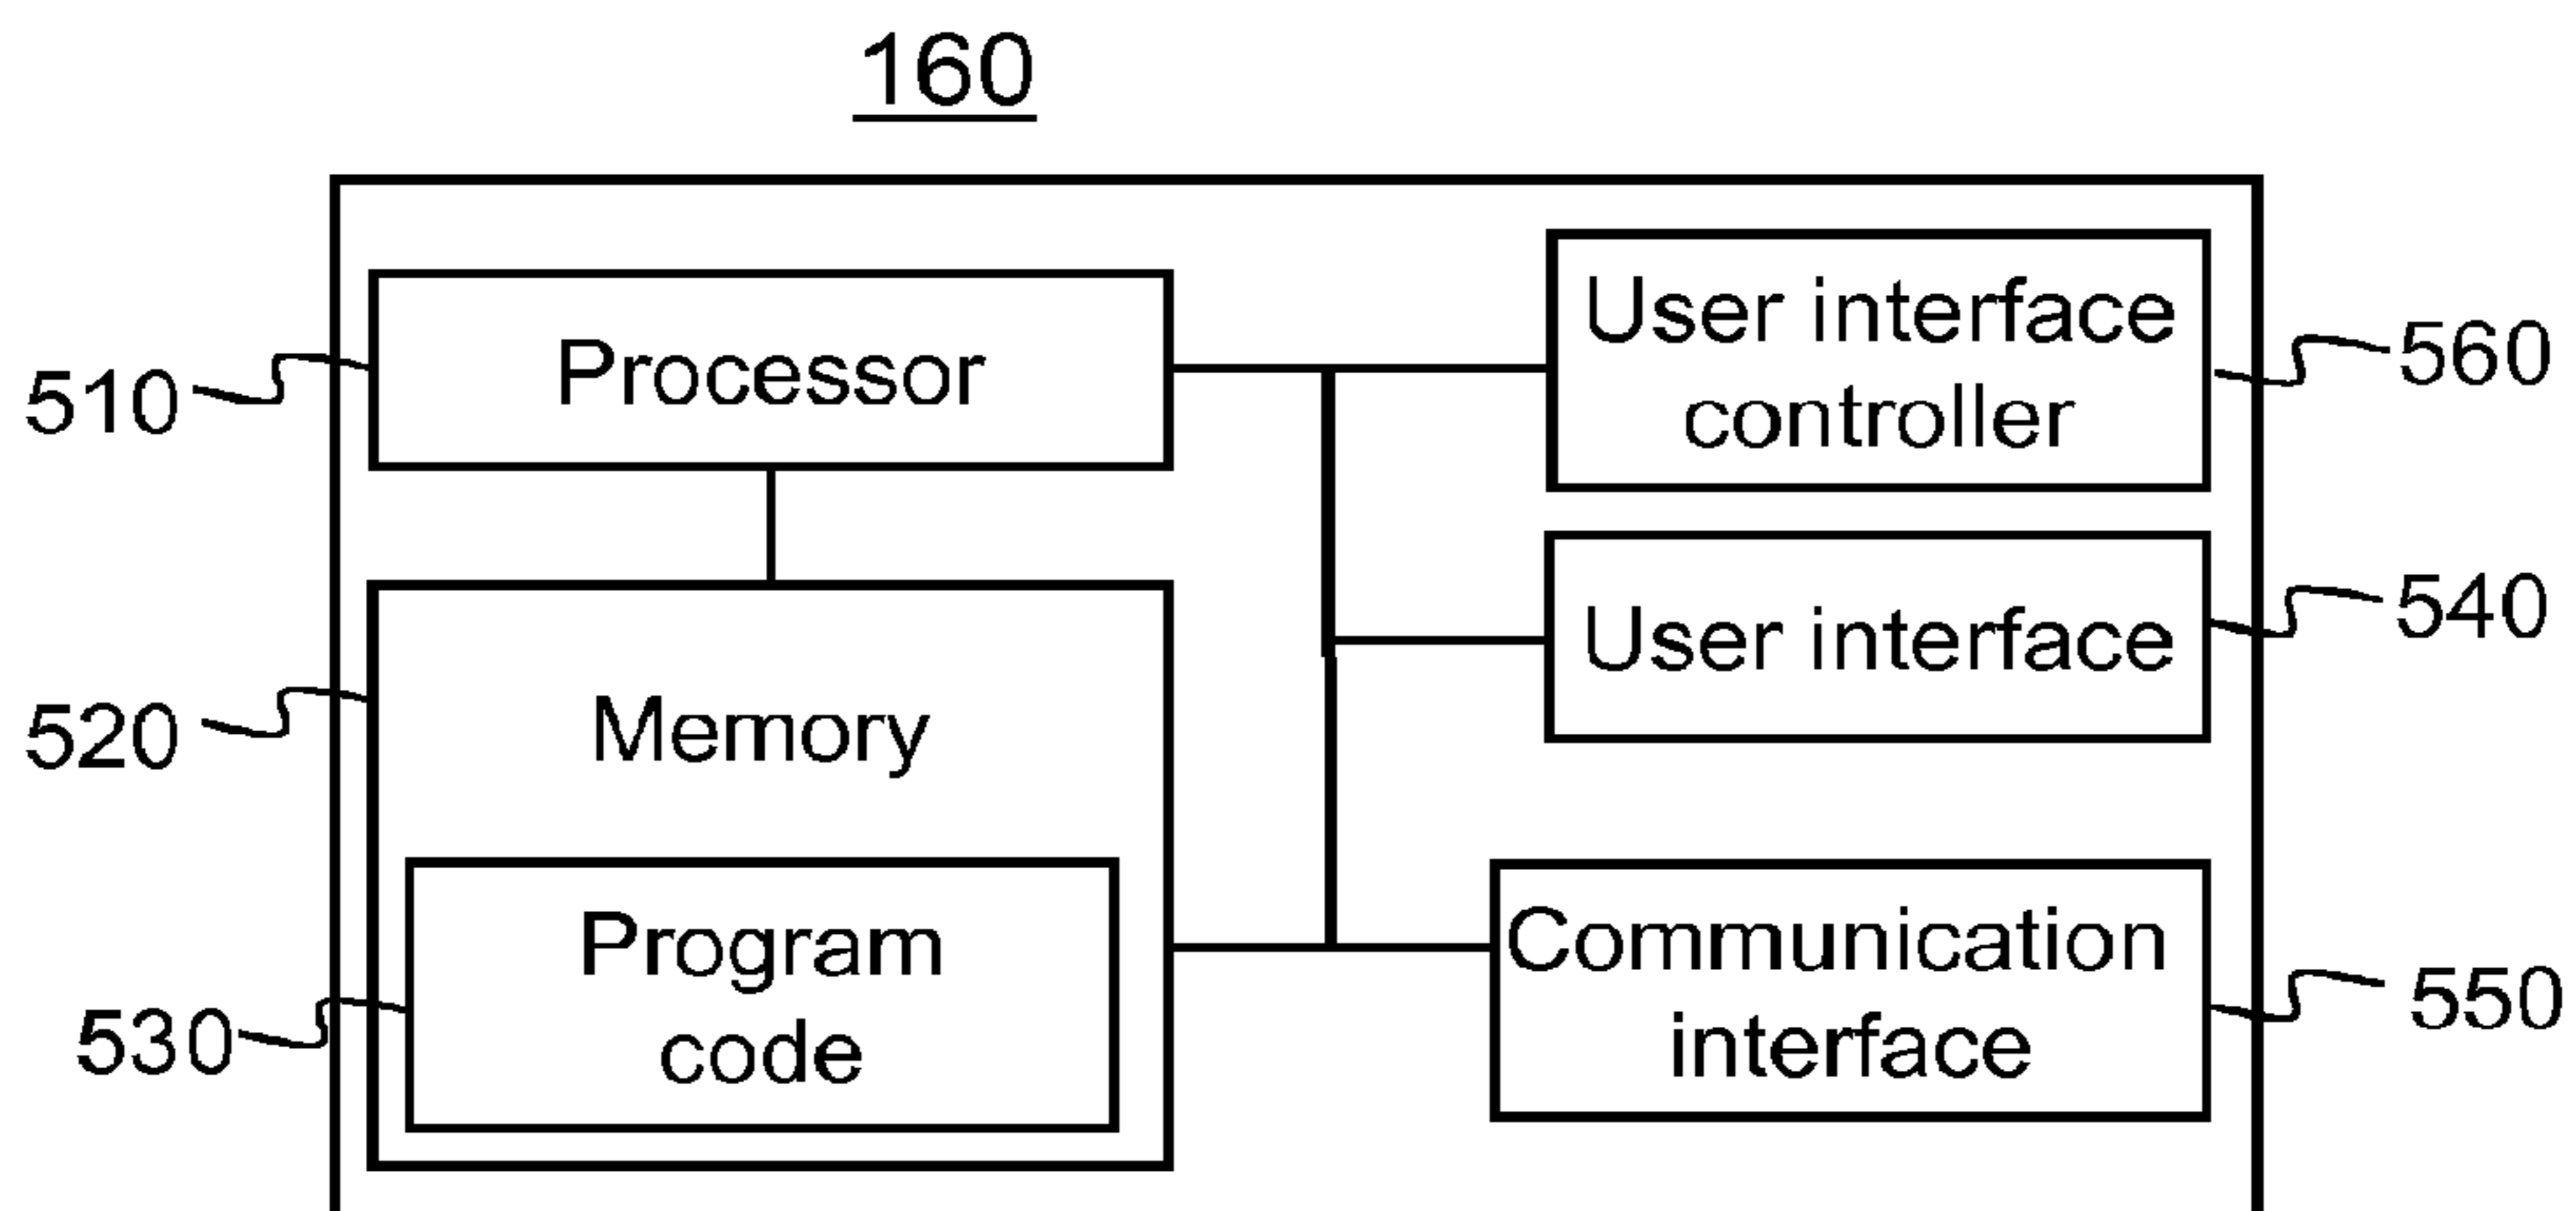 160
510
Processor
User interface
controller
560
520
Memory
User interface
540
530
Program
code
Communication
interface
550